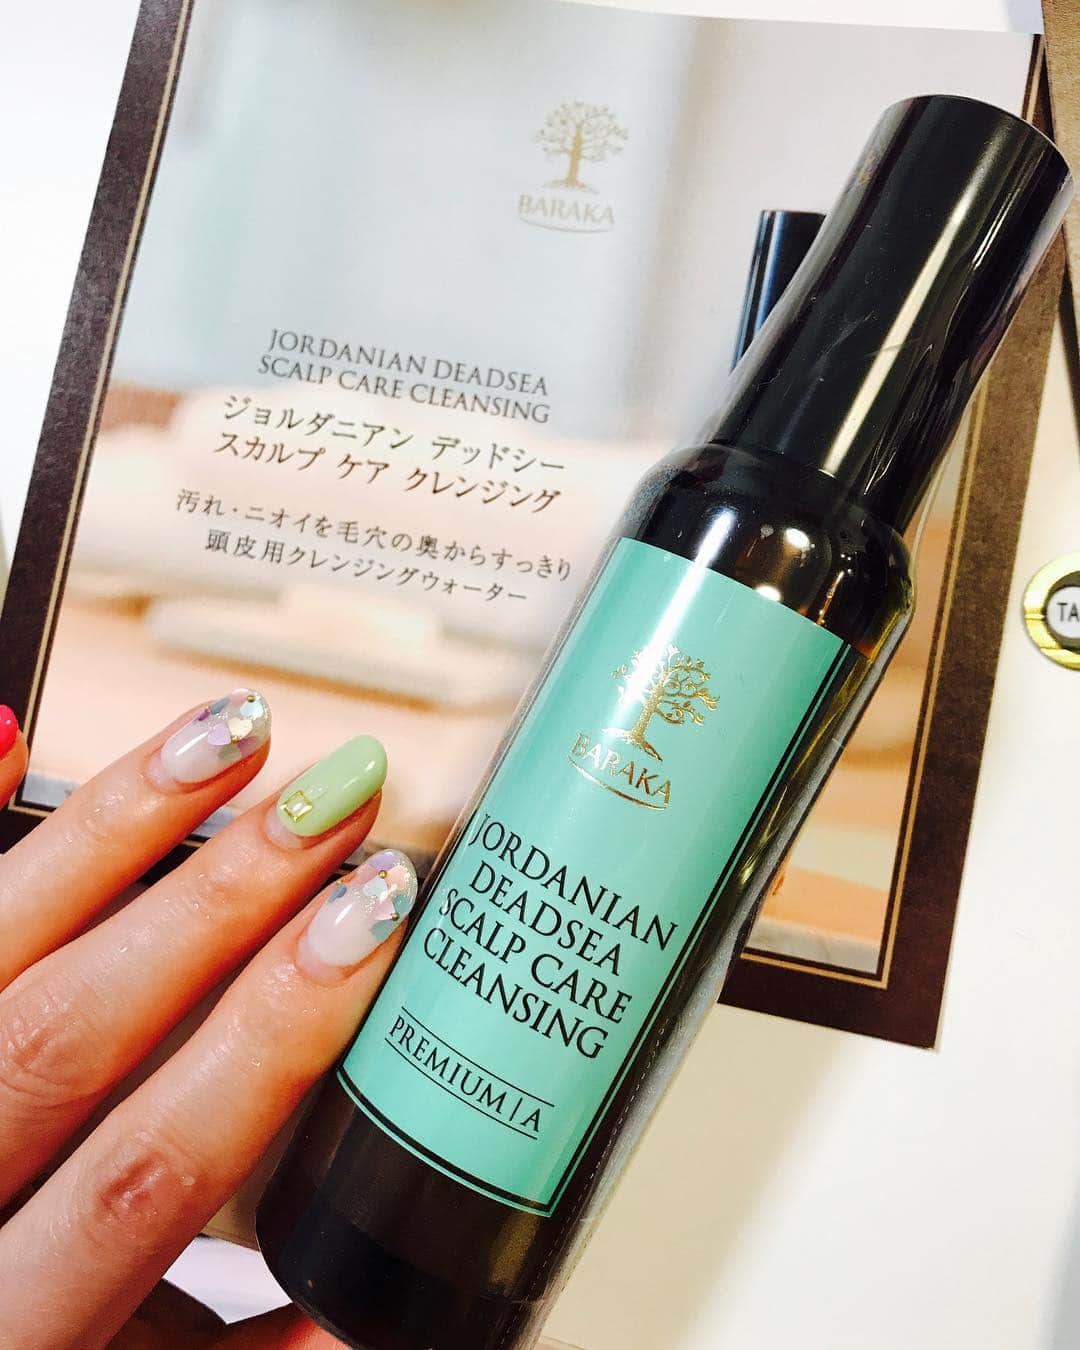 BARAKA
JORDANIAN DEADSEA
SCALP CARE CLEANSING
ジョルダニアン デッドシー
スカルプ ケア クレンジング
汚れ・ニオイを毛穴の奥からすっきり
頭皮用クレンジングウォーター
BARAKA
JORDANIAN
DEADSEA
SCALP CARE
CLEANSING
PREMIUM|A
TA